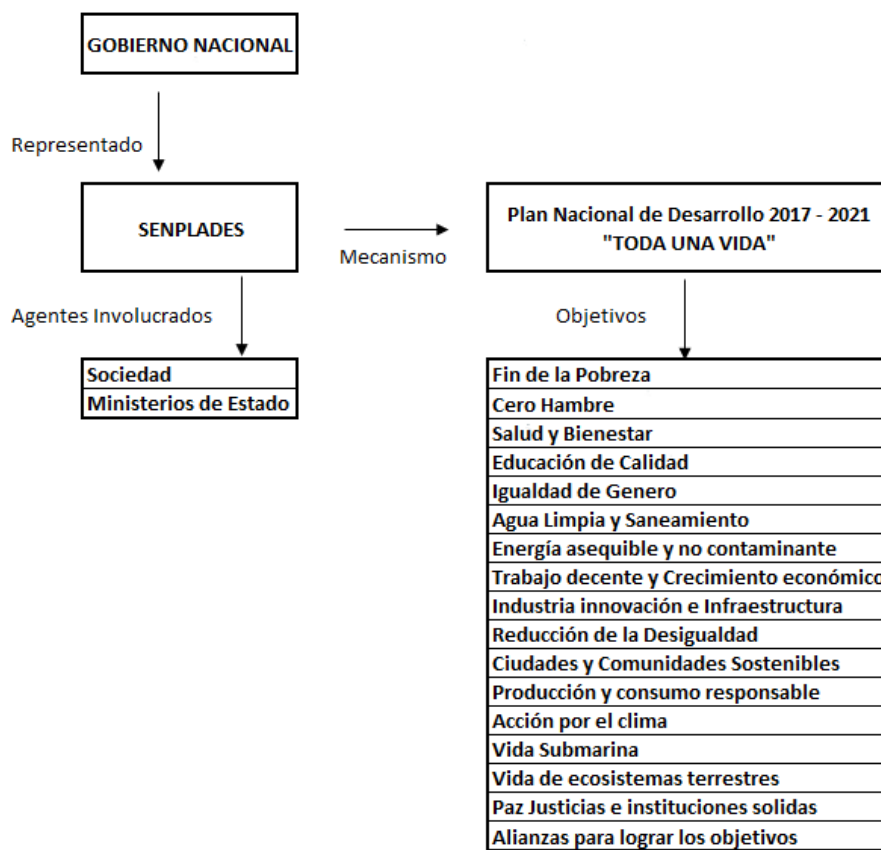 GOBIERNO NACIONAL
Representado
SENPLADES
Mecanismo
Plan Nacional de Desarrollo 2017 - 2021
"TODA UNA VIDA"
Agentes Involucrados
Objetivos
Sociedad
Ministerios de Estado
Fin de la Pobreza
Cero Hambre
Salud y Bienestar
Educación de Calidad
Igualdad de Genero
Agua Limpia y Saneamiento
Energía asequible y no contaminante
Trabajo decente y Crecimiento económico
Industria innovación e Infraestructura
Reducción de la Desigualdad
Ciudades y Comunidades Sostenibles
Producción y consumo responsable
Acción por el clima
Vida Submarina
Vida de ecosistemas terrestres
Paz Justicias e instituciones solidas
Alianzas para lograr los objetivos